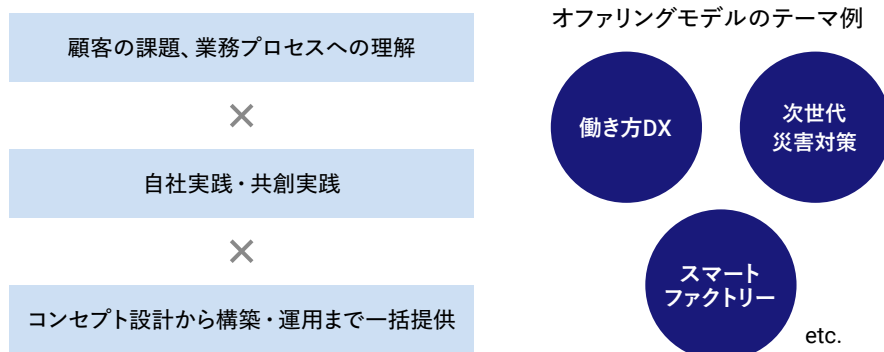 顧客の課題、業務プロセスへの理解
×
自社実践・共創実践
×
コンセプト設計から構築・運用まで一括提供
オファリングモデルのテーマ例
働き方DX
次世代
災害対策
スマート
ファクトリー
etc.